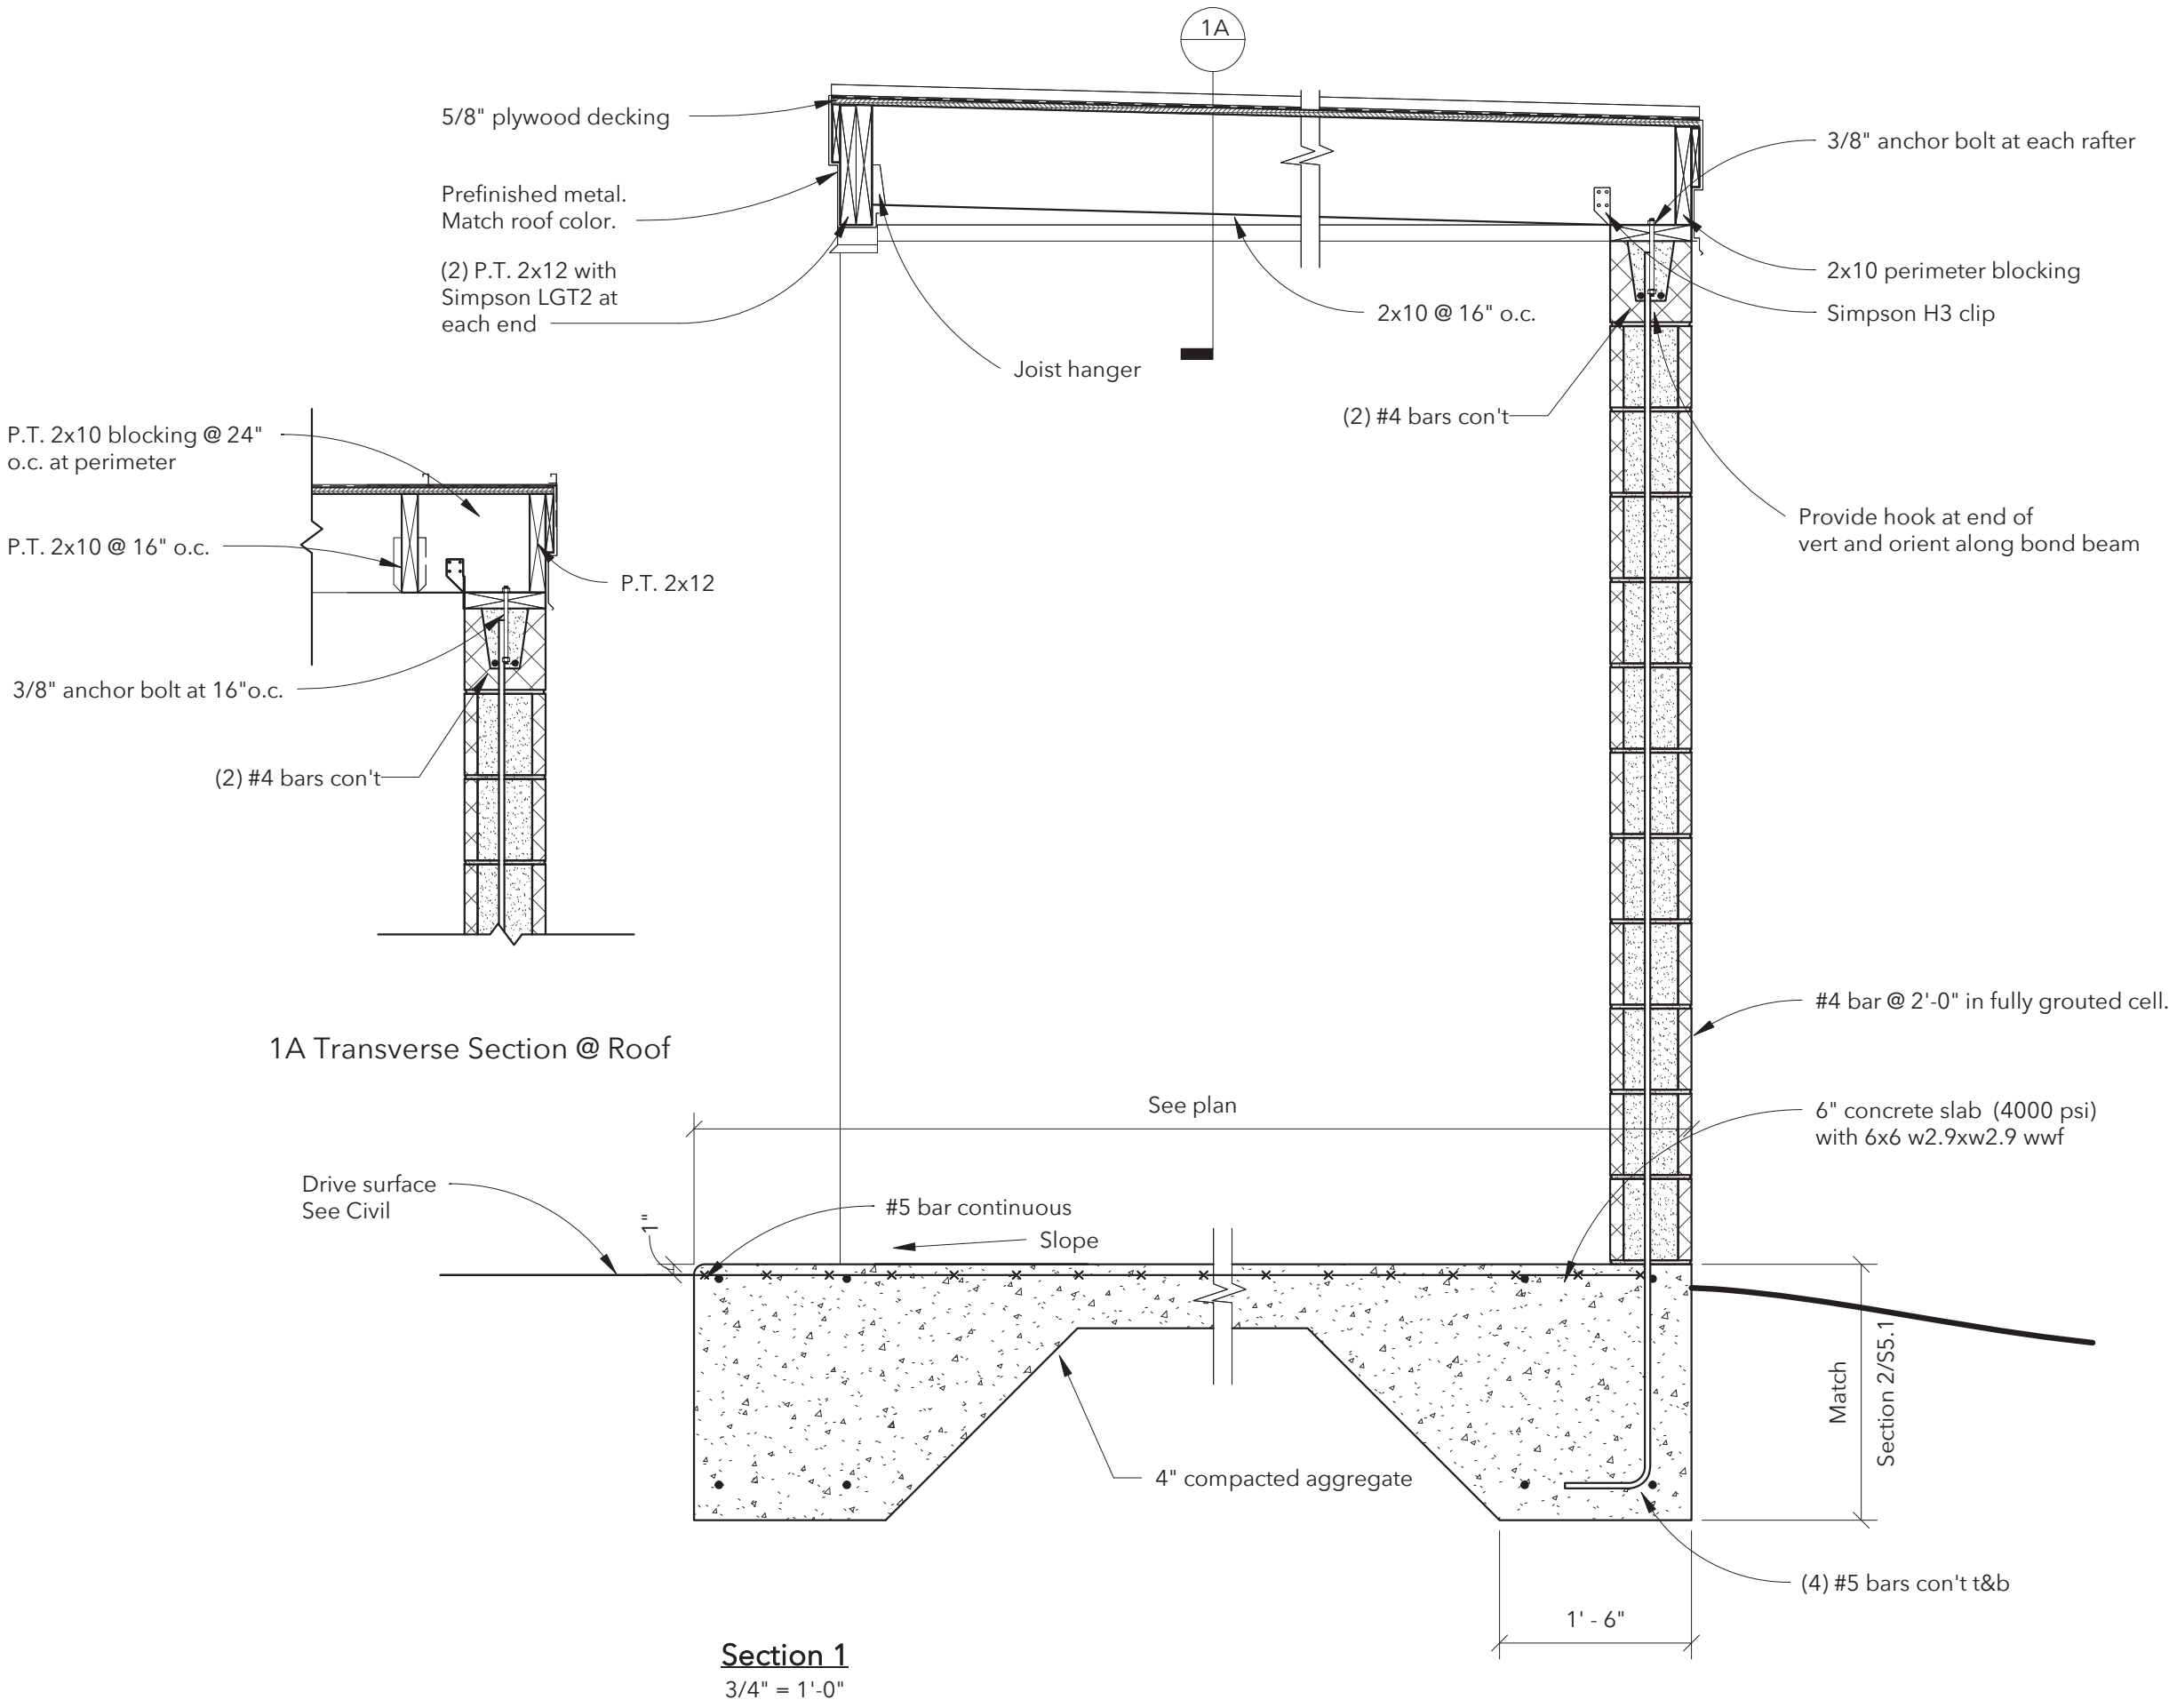 1A
5/8" plywood decking
3/8" anchor bolt at each rafter
Prefinished metal.
Match roof color.
(2) P.T. 2x12 with
Simpson LGT2 at
each end
2x10 perimeter blocking
Simpson H3 clip
2x10 @ 16" o.c.
Joist hanger
(2) #4 bars con't
P.T. 2x10 blocking @ 24"
o.c. at perimeter
P.T. 2x10 @ 16" o.c.
P.T. 2x12
Provide hook at end of
vert and orient along bond beam
3/8" anchor bolt at 16"o.c.
(2) #4 bars con't
#4 bar @ 2'-0" in fully grouted cell.
1A Transverse Section @ Roof
See plan
6" concrete slab (4000 psi)
with 6x6 w2.9xw2.9 wwf
Drive surface
See Civil
1"
#5 bar continuous
Slope
Match
Section 2/S5.1
4" compacted aggregate
(4) #5 bars con't t&b
1' - 6"
Section 1
3/4" = 1'-0"